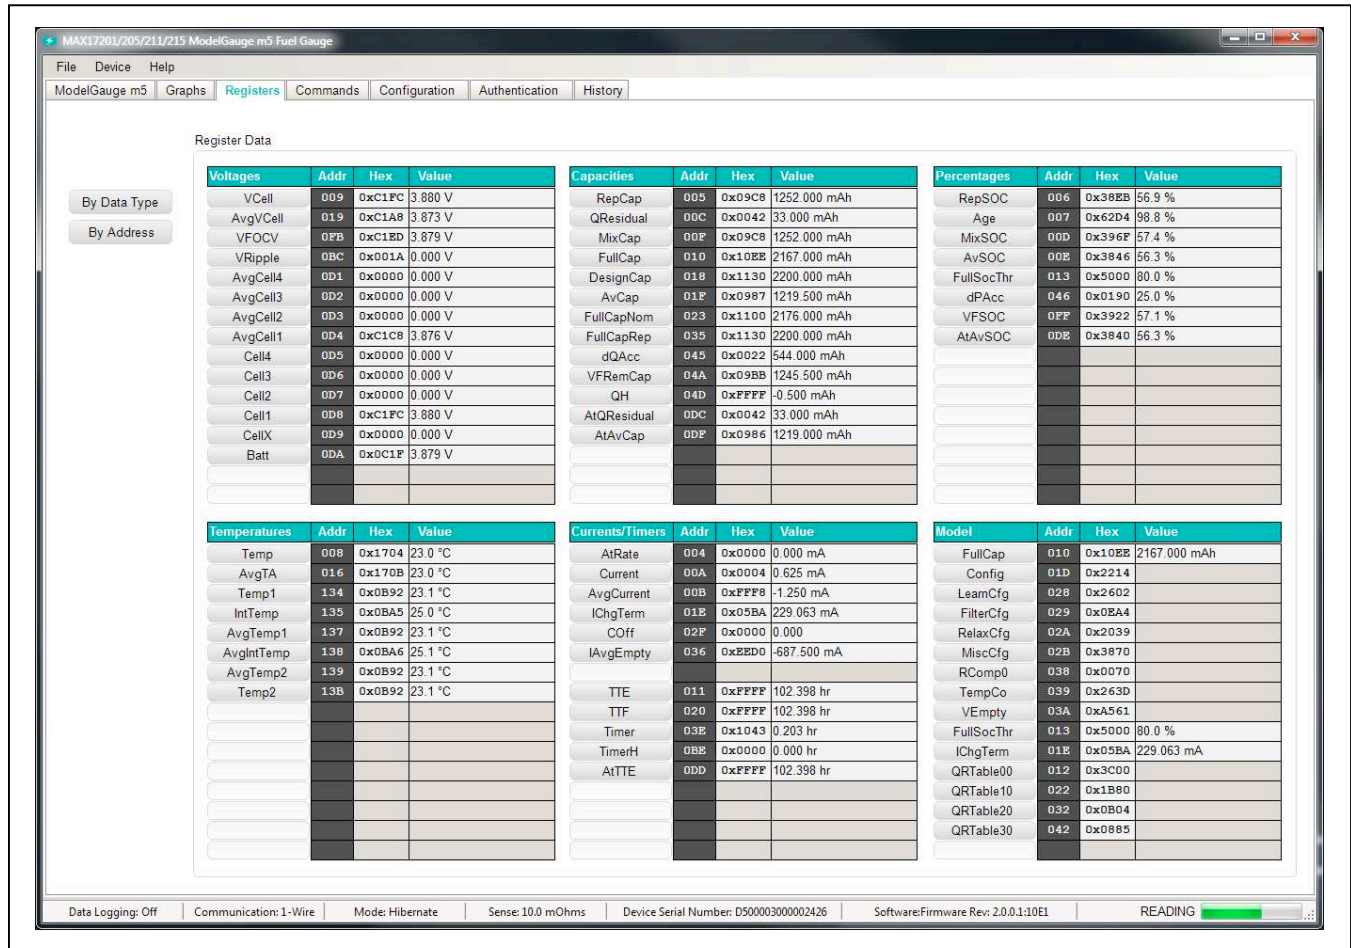 MAX17201/205/211/215 ModelGauge m5 Fuel Gauge
File Device Help
ModelGauge m5 Graphs Registers Commands Configuration Authentication History
Register Data
By Data Type
By Address
Voltages Addr Hex Value
VCell 009 0xC1FC 3.880 V
AvgVCell 019 0xC1A8 3.873 V
VFOCV 0FB 0xC1ED 3.879 V
VRipple 0BC 0x001A 0.000 V
AvgCell4 0D1 0x0000 0.000 V
AvgCell3 0D2 0x0000 0.000 V
AvgCell2 0D3 0x0000 0.000 V
AvgCell1 0D4 0xC1C8 3.876 V
Cell4 0D5 0x0000 0.000 V
Cell3 0D6 0x0000 0.000 V
Cell2 0D7 0x0000 0.000 V
Cell1 0D8 0xC1FC 3.880 V
CellX 0D9 0x0000 0.000 V
Batt 0DA 0x0C1F 3.879 V
Capacities Addr Hex Value
RepCap 005 0x09C8 1252.000 mAh
QResidual 00C 0x0042 33.000 mAh
MixCap 00F 0x09C8 1252.000 mAh
FullCap 010 0x10EE 2167.000 mAh
DesignCap 018 0x1130 2200.000 mAh
AvCap 01F 0x0987 1219.500 mAh
FullCapNom 023 0x1100 2176.000 mAh
FullCapRep 035 0x1130 2200.000 mAh
dQAcc 045 0x0022 544.000 mAh
VFRemCap 04A 0x09BB 1245.500 mAh
QH 04D 0xFFFF -0.500 mAh
AtQResidual 0DC 0x0042 33.000 mAh
AtAvCap 0DF 0x0986 1219.000 mAh
Percentages Addr Hex Value
RepSOC 006 0x38EB 56.9 %
Age 007 0x62D4 98.8 %
MixSOC 00D 0x396F 57.4 %
AvSOC 00E 0x3846 56.3 %
FullSocThr 013 0x5000 80.0 %
dPAcc 046 0x0190 25.0 %
VFSOC 0FF 0x3922 57.1 %
AtAvSOC 0DE 0x3840 56.3 %
Temperatures Addr Hex Value
Temp 008 0x1704 23.0 °C
AvgTA 016 0x170B 23.0 °C
Temp1 134 0x0B92 23.1 °C
IntTemp 135 0x0BA5 25.0 °C
AvgTemp1 137 0x0B92 23.1 °C
AvgIntTemp 138 0x0BA6 25.1 °C
AvgTemp2 139 0x0B92 23.1 °C
Temp2 13B 0x0B92 23.1 °C
Currents/Timers Addr Hex Value
AtRate 004 0x0000 0.000 mA
Current 00A 0x0004 0.625 mA
AvgCurrent 00B 0xFFF8 -1.250 mA
IChgTerm 01E 0x05BA 229.063 mA
COff 02F 0x0000 0.000
IAvgEmpty 036 0xEED0 -687.500 mA
TTE 011 0xFFFF 102.398 hr
TTF 020 0xFFFF 102.398 hr
Timer 03E 0x1043 0.203 hr
TimerH 0BE 0x0000 0.000 hr
AtTTE 0DD 0xFFFF 102.398 hr
Model Addr Hex Value
FullCap 010 0x10EE 2167.000 mAh
Config 01D 0x2214
LearnCfg 028 0x2602
FilterCfg 029 0x0EA4
RelaxCfg 02A 0x2039
MiscCfg 02B 0x3870
RComp0 038 0x0070
TempCo 039 0x263D
VEmpty 03A 0xA561
FullSocThr 013 0x5000 80.0 %
IChgTerm 01E 0x05BA 229.063 mA
QRTable00 012 0x3C00
QRTable10 022 0x1B80
QRTable20 032 0x0B04
QRTable30 042 0x0885
Data Logging: Off Communication: 1-Wire Mode: Hibernate Sense: 10.0 mOhms Device Serial Number: D500003000002426 Software:Firmware Rev: 2.0.0.1:10E1 READING